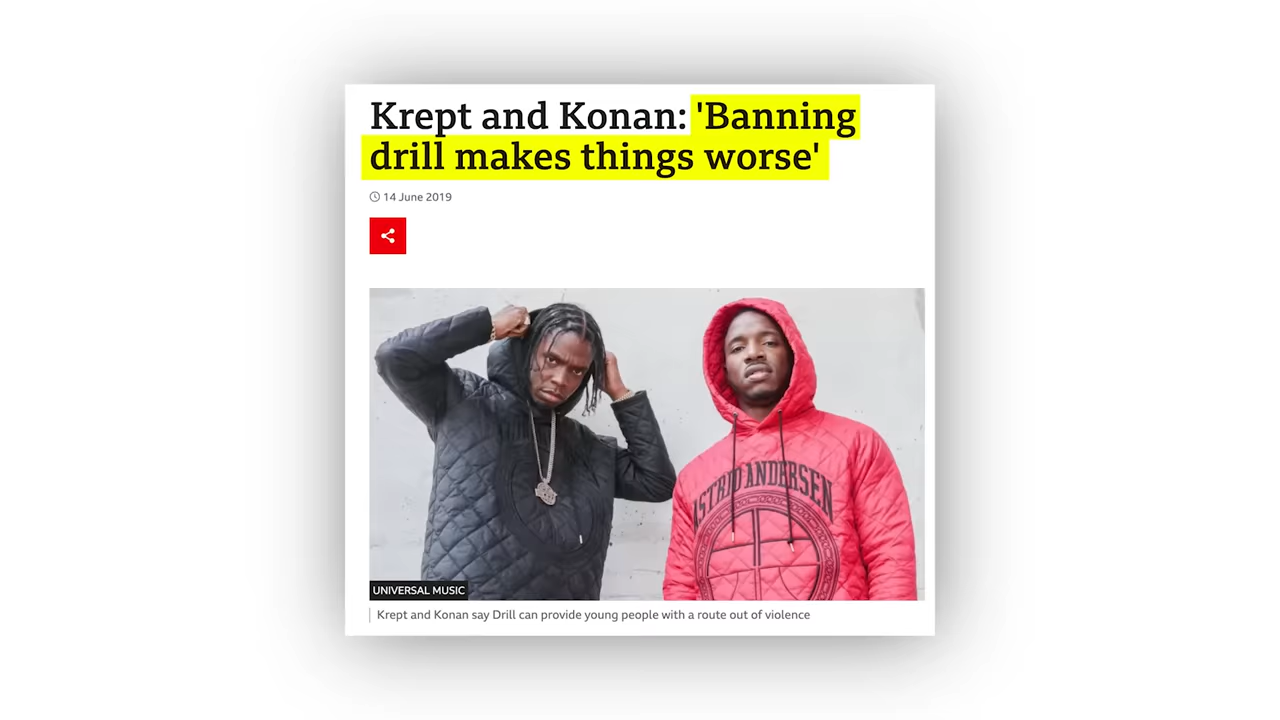 Krept and Konan: 'Banning
drill makes things worse'
14 June 2019
ASTRID ANDERSEN
UNIVERSAL MUSIC
Krept and Konan say Drill can provide young people with a route out of violence